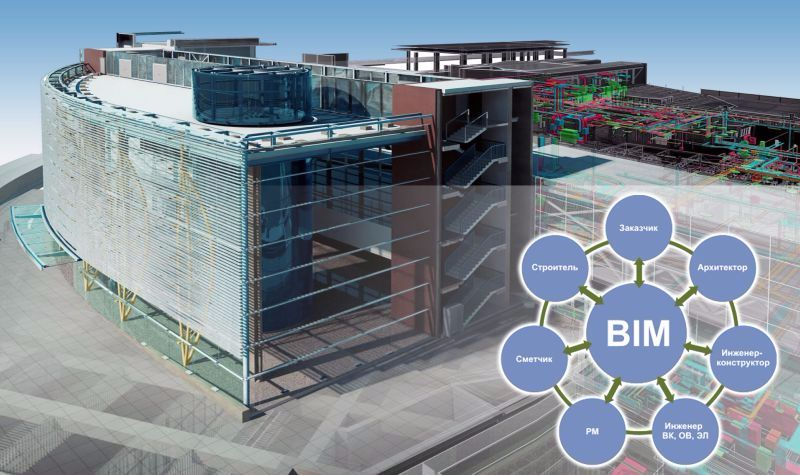 Заказчик
Архитектор
Инженер-
конструктор
Инженер
ВК, ОВ, ЭЛ
РМ
Сметчик
Строитель
BIM